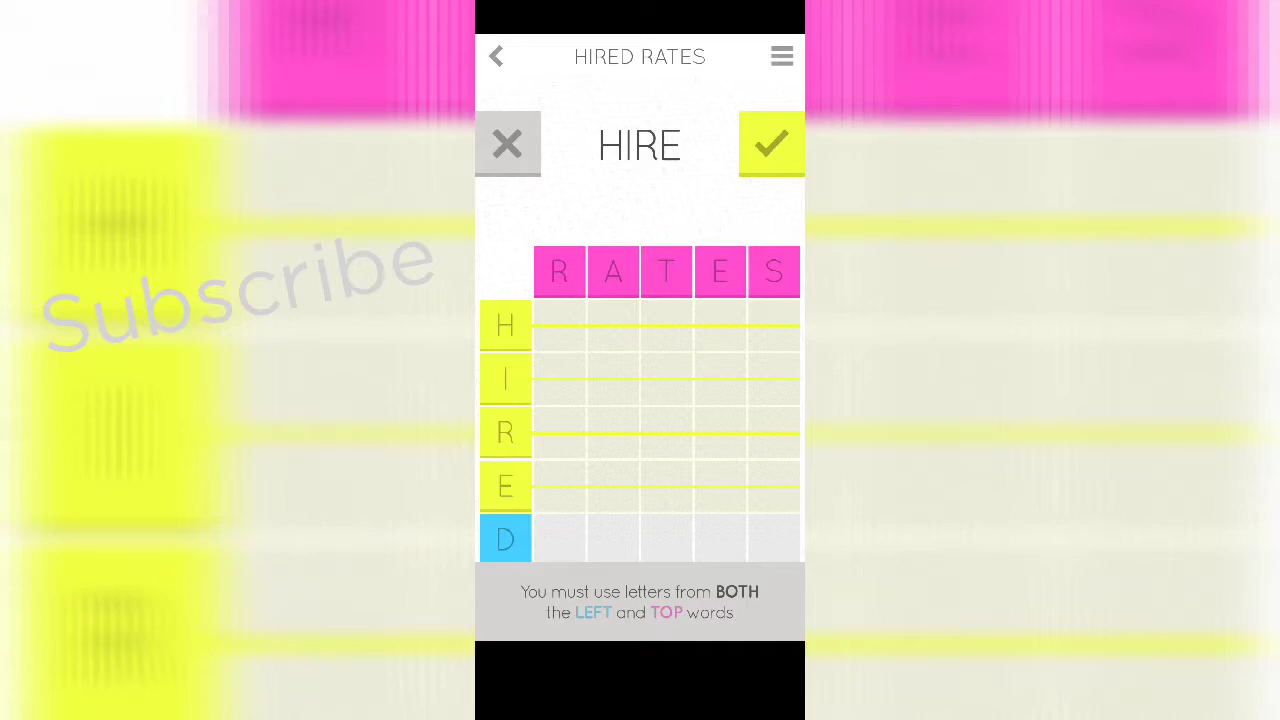 HIRED RATES
HIRE
Subscribe
R A T E S
H
I
R
E
D
You must use letters from BOTH
the LEFT and TOP words